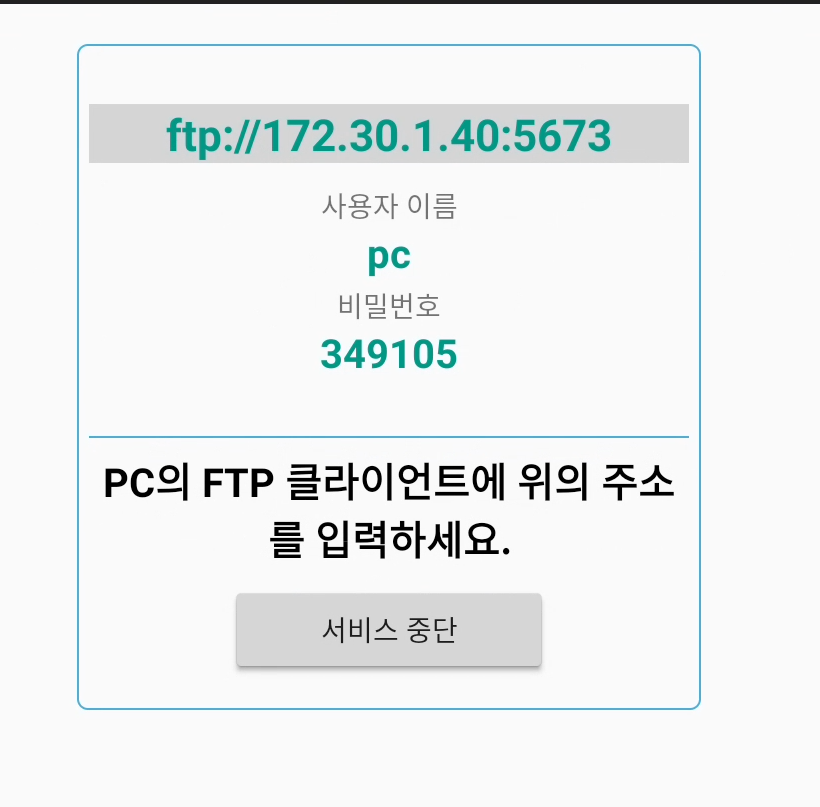 ftp://172.30.1.40:5673
사용자 이름
pc
비밀번호
349105
PC의 FTP 클라이언트에 위의 주소
를 입력하세요.
서비스 중단